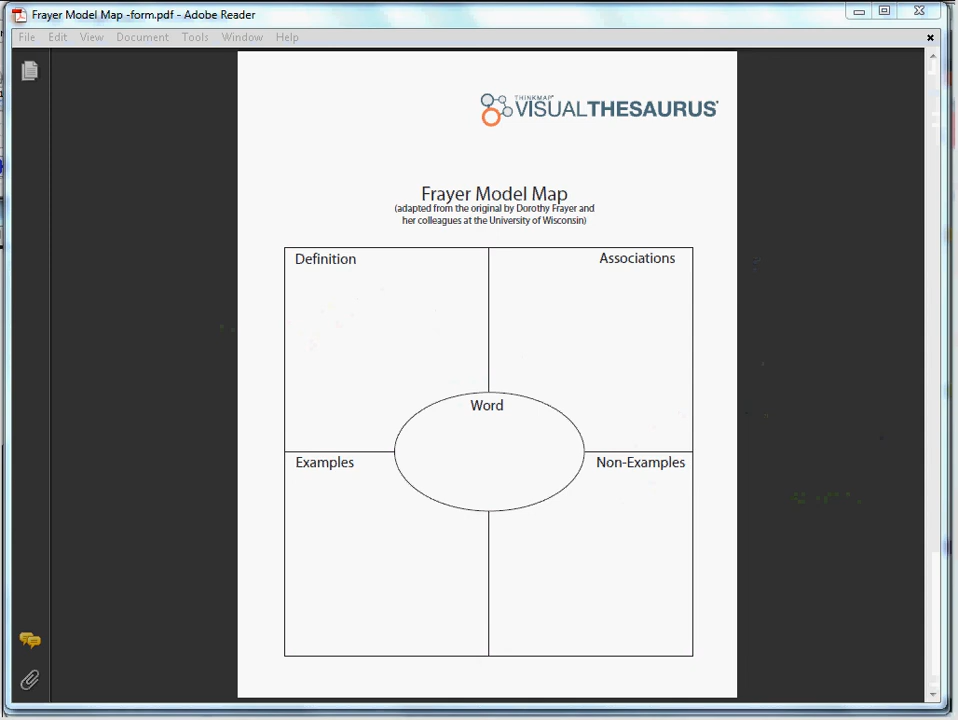 Frayer Model Map -form.pdf - Adobe Reader
File Edit View Document Tools Window Help
THINKMAP®
VISUALTHESAURUS®
Frayer Model Map
(adapted from the original by Dorothy Frayer and
her colleagues at the University of Wisconsin)
Definition
Associations
Word
Examples
Non-Examples